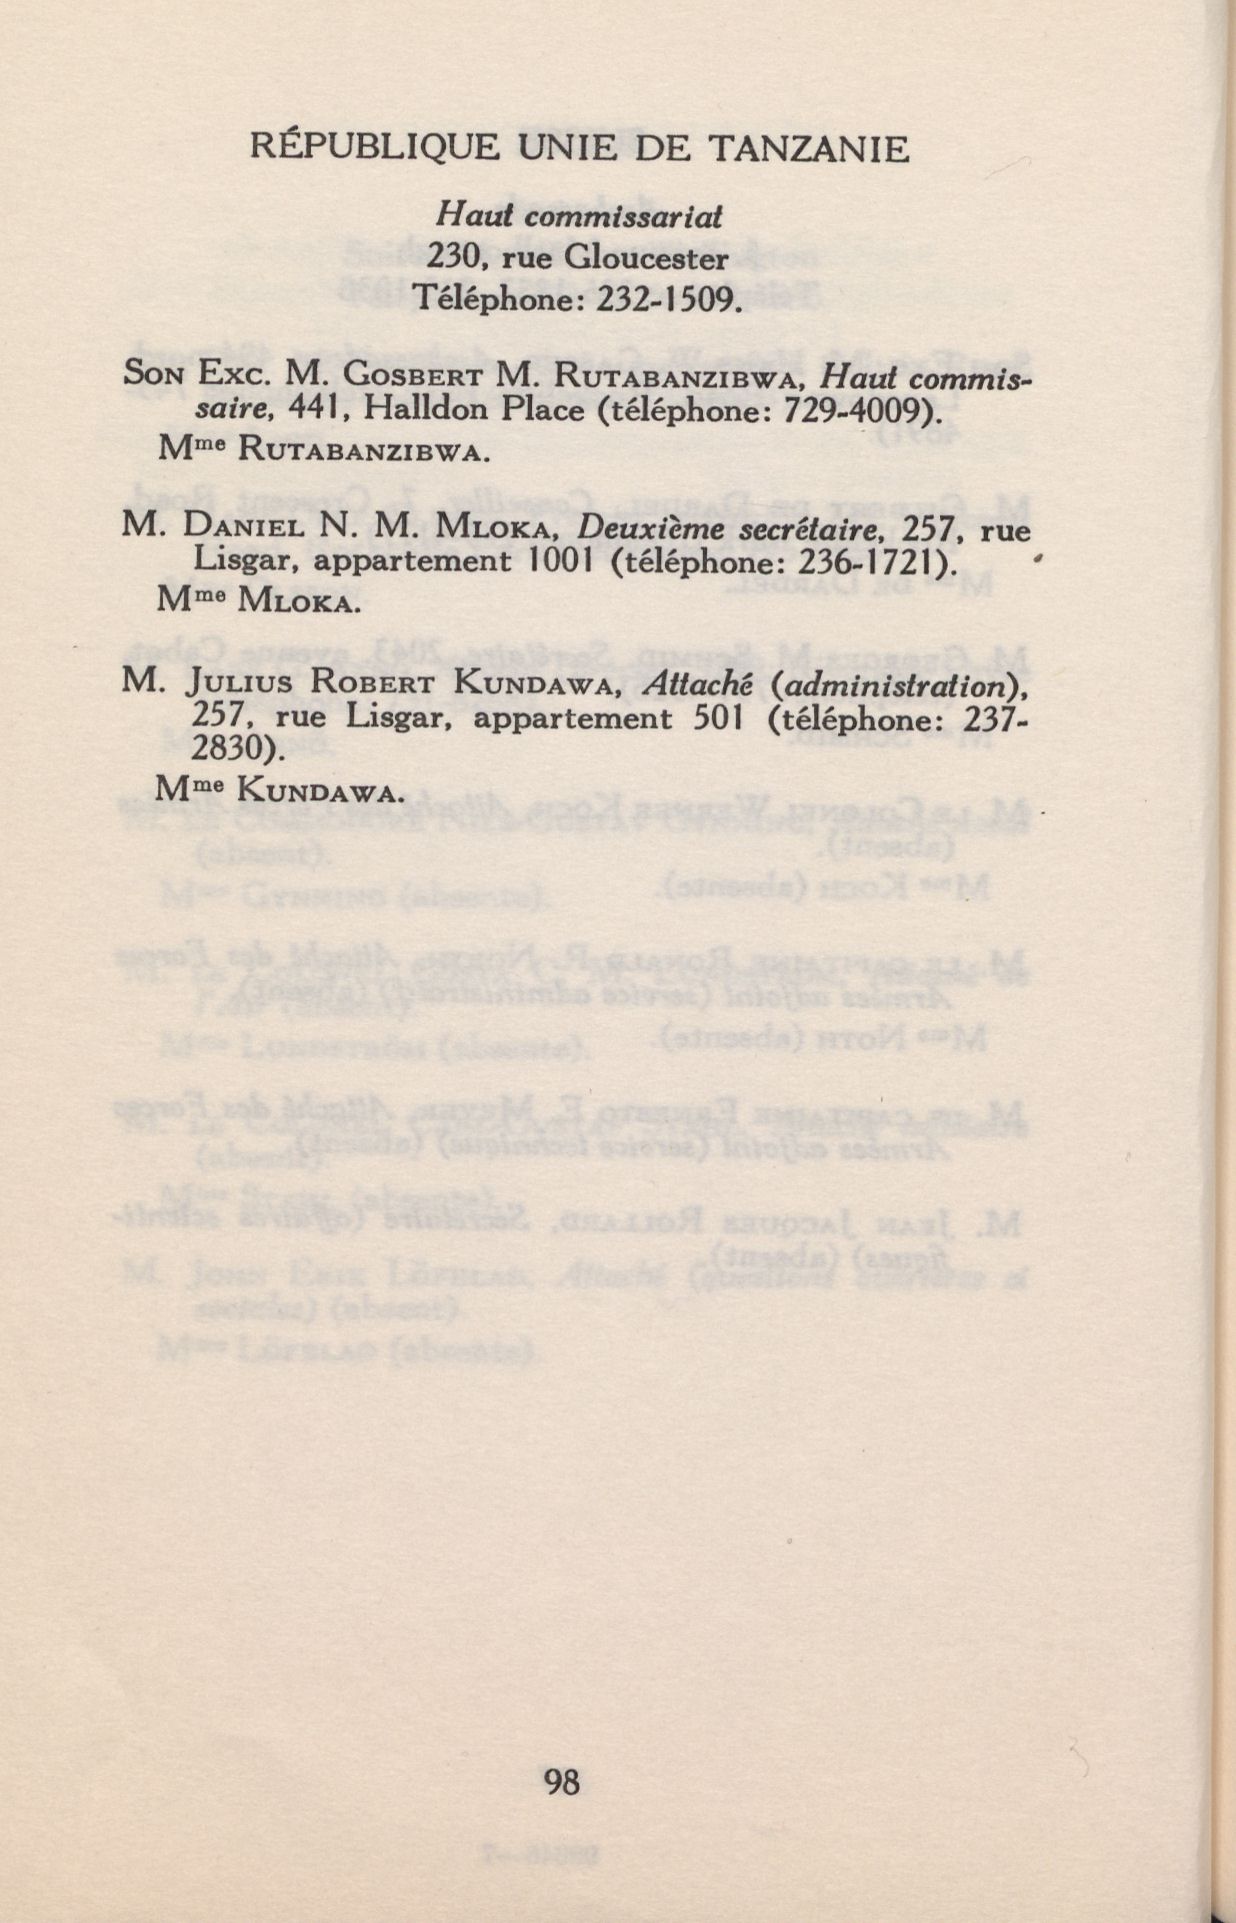 RÉPUBLIQUE UNIE DE TANZANIE
Haut commissariat
230, rue Gloucester
Téléphone: 232-1509.
SON EXC. M. GOSBERT M. RUTABANZIBWA, Haut commis-
saire, 441, Halldon Place (téléphone: 729-4009).
Mme RUTABANZIBWA.
M. DANIEL N. M. MLOKA, Deuxième secrétaire, 257, rue
Lisgar, appartement 1001 (téléphone: 236-1721).
Mme MLOKA.
M. JULIUS ROBERT KUNDAWA, Attaché (administration),
257, rue Lisgar, appartement 501 (téléphone: 237-
2830).
Mme KUNDAWA.
98